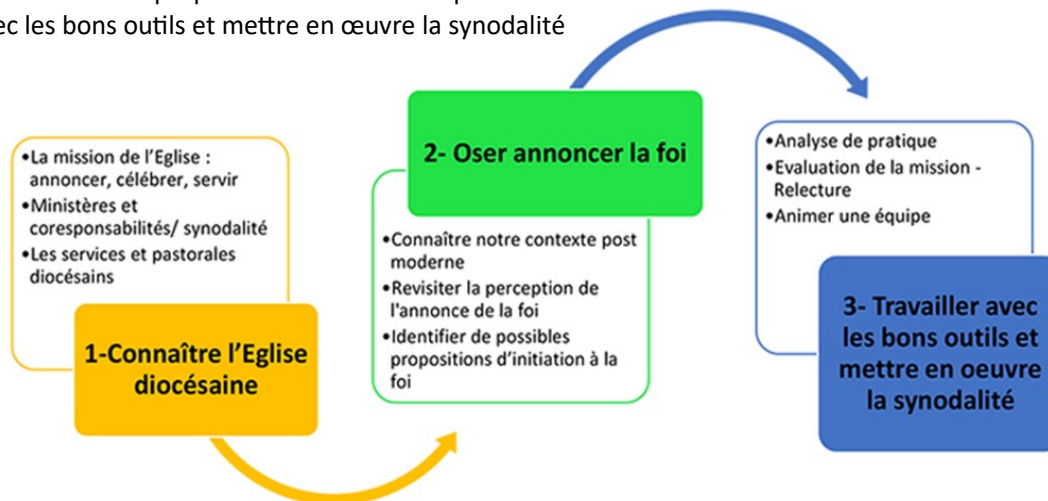 les bons outils et mettre en œuvre la synodalité
•La mission de l'Eglise :
annoncer, célébrer, servir
•Ministères et
coresponsabilités/ synodalité
•Les services et pastorales
diocésains
1-Connaître l'Eglise
diocésaine
2- Oser annoncer la foi
•Connaître notre contexte post
moderne
•Revisiter la perception de
l'annonce de la foi
•Identifier de possibles
propositions d'initiation à la
foi
•Analyse de pratique
•Evaluation de la mission -
Relecture
•Animer une équipe
3- Travailler avec
les bons outils et
mettre en oeuvre
la synodalité